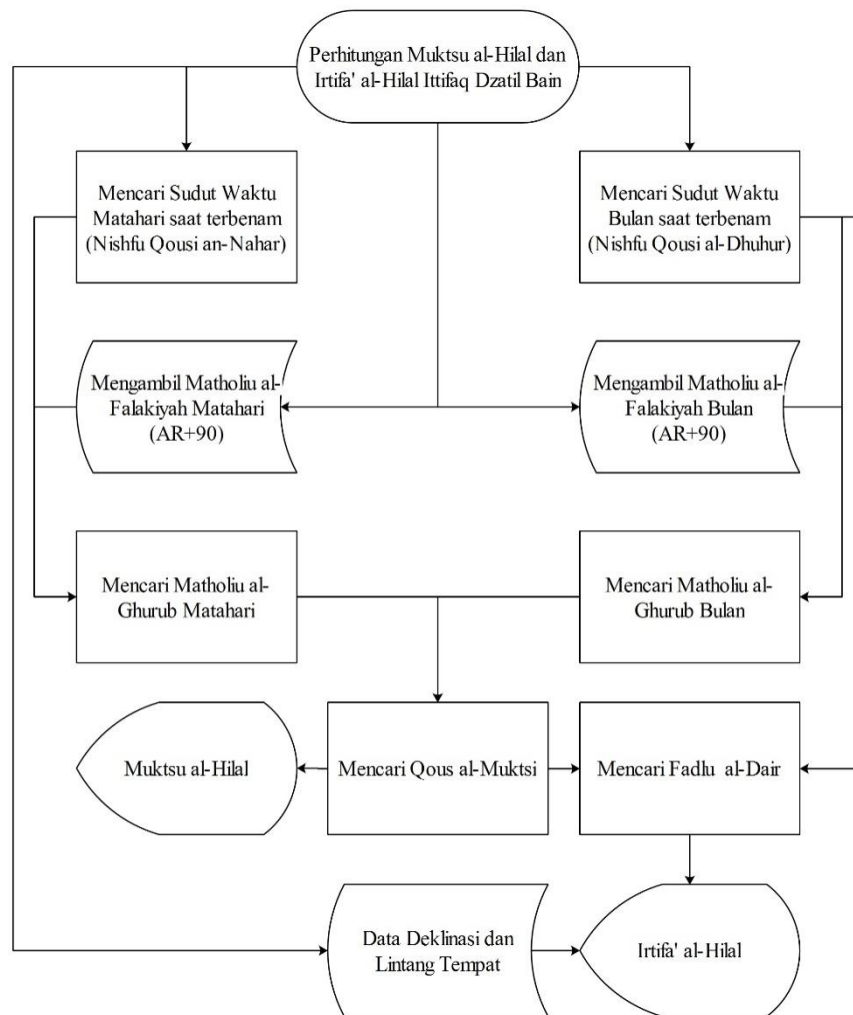 Perhitungan Muktsu al-Hilal dan
Irtifa' al-Hilal Ittifaq Dzatil Bain
Mencari Sudut Waktu
Matahari saat terbenam
(Nishfu Qousi an-Nahar)
Mencari Sudut Waktu
Bulan saat terbenam
(Nishfu Qousi al-Dhuhur)
Mengambil Matholiu al-
Falakiyah Matahari
(AR+90)
Mengambil Matholiu al-
Falakiyah Bulan
(AR+90)
Mencari Matholiu al-
Ghurub Matahari
Mencari Matholiu al-
Ghurub Bulan
Muktsu al-Hilal
Mencari Qous al-Muktsi
Mencari Fadlu al-Dair
Data Deklinasi dan
Lintang Tempat
Irtifa' al-Hilal